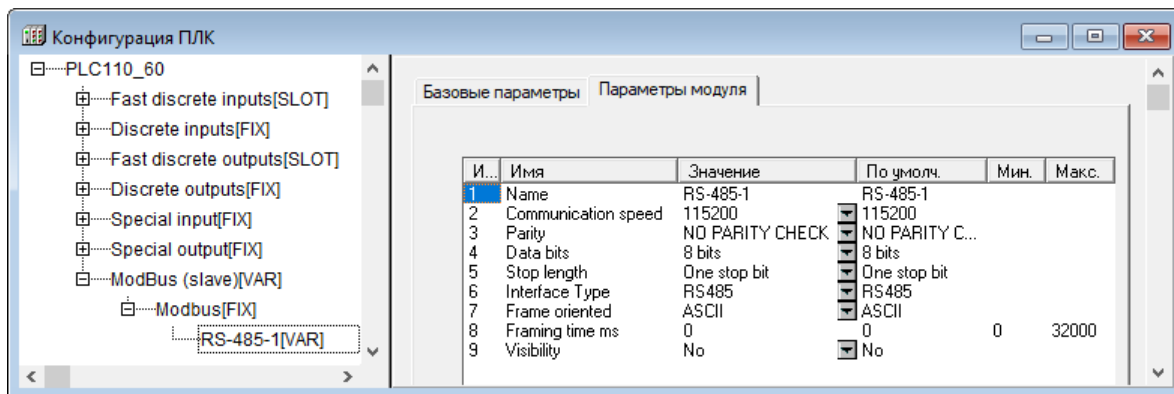 Конфигурация ПЛК
PLC110_60
Fast discrete inputs[SLOT]
Discrete inputs[FIX]
Fast discrete outputs[SLOT]
Discrete outputs[FIX]
Special input[FIX]
Special output[FIX]
ModBus (slave)[VAR]
Modbus[FIX]
RS-485-1[VAR]
Базовые параметры Параметры модуля
И... Имя Значение По умолч. Мин. Макс.
1 Name RS-485-1 RS-485-1
2 Communication speed 115200 115200
3 Parity NO PARITY CHECK NO PARITY C...
4 Data bits 8 bits 8 bits
5 Stop length One stop bit One stop bit
6 Interface Type RS485 RS485
7 Frame oriented ASCII ASCII
8 Framing time ms 0 0 0 32000
9 Visibility No No